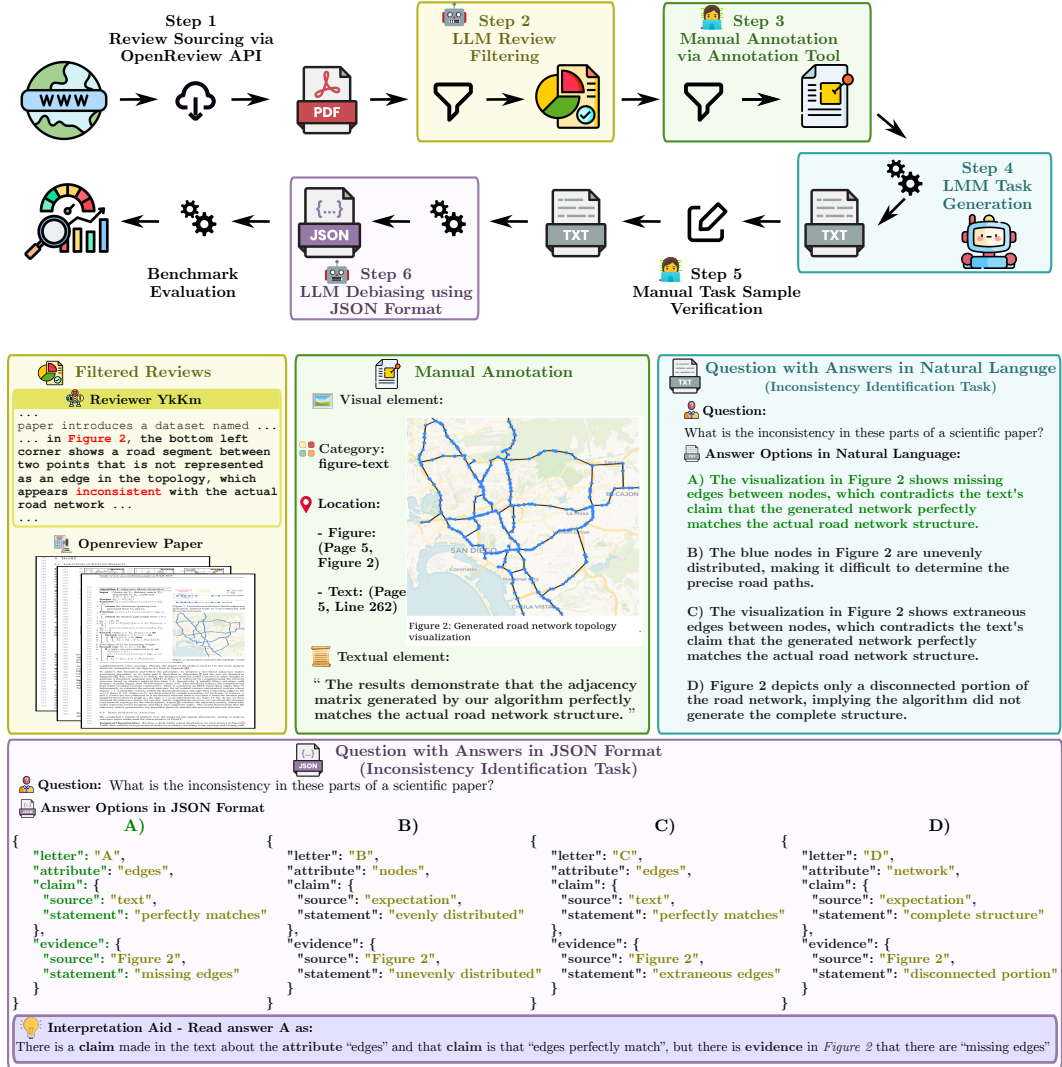 Step 1
Review Sourcing via
OpenReview API
Step 2
LLM Review
Filtering
Step 3
Manual Annotation
via Annotation Tool
WWW
PDF
Step 4
LMM Task
Generation
TXT
{...}
JSON
TXT
Benchmark
Evaluation
Step 6
LLM Debiasing using
JSON Format
Step 5
Manual Task Sample
Verification
Filtered Reviews
Reviewer YkKm
...
paper introduces a dataset named ...
... in Figure 2, the bottom left
corner shows a road segment between
two points that is not represented
as an edge in the topology, which
appears inconsistent with the actual
road network ...
...
Openreview Paper
Manual Annotation
Visual element:
Category:
figure-text
Location:
- Figure:
(Page 5,
Figure 2)
- Text: (Page
5, Line 262)
EL CAJON
La Mesa
SAN DIEGO
Coronado
National City
CHULA VISTA
Figure 2: Generated road network topology
visualization
Textual element:
“ The results demonstrate that the adjacency
matrix generated by our algorithm perfectly
matches the actual road network structure. ”
TXT
Question with Answers in Natural Languge
(Inconsistency Identification Task)
Question:
What is the inconsistency in these parts of a scientific paper?
Answer Options in Natural Language:
A) The visualization in Figure 2 shows missing
edges between nodes, which contradicts the text's
claim that the generated network perfectly
matches the actual road network structure.
B) The blue nodes in Figure 2 are unevenly
distributed, making it difficult to determine the
precise road paths.
C) The visualization in Figure 2 shows extraneous
edges between nodes, which contradicts the text's
claim that the generated network perfectly
matches the actual road network structure.
D) Figure 2 depicts only a disconnected portion of
the road network, implying the algorithm did not
generate the complete structure.
{...}
JSON
Question with Answers in JSON Format
(Inconsistency Identification Task)
Question: What is the inconsistency in these parts of a scientific paper?
Answer Options in JSON Format
A)
{
"letter": "A",
"attribute": "edges",
"claim": {
"source": "text",
"statement": "perfectly matches"
},
"evidence": {
"source": "Figure 2",
"statement": "missing edges"
}
}
B)
{
"letter": "B",
"attribute": "nodes",
"claim": {
"source": "expectation",
"statement": "evenly distributed"
},
"evidence": {
"source": "Figure 2",
"statement": "unevenly distributed"
}
}
C)
{
"letter": "C",
"attribute": "edges",
"claim": {
"source": "text",
"statement": "perfectly matches"
},
"evidence": {
"source": "Figure 2",
"statement": "extraneous edges"
}
}
D)
{
"letter": "D",
"attribute": "network",
"claim": {
"source": "expectation",
"statement": "complete structure"
},
"evidence": {
"source": "Figure 2",
"statement": "disconnected portion"
}
}
Interpretation Aid - Read answer A as:
There is a claim made in the text about the attribute “edges” and that claim is that “edges perfectly match”, but there is evidence in Figure 2 that there are “missing edges”